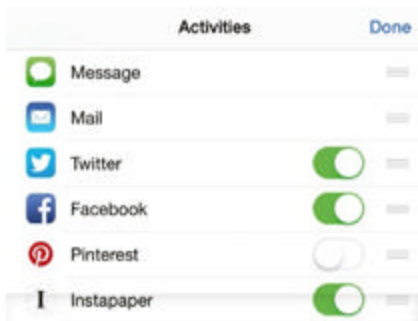 Activities Done
Message
Mail
Twitter
Facebook
Pinterest
I Instapaper